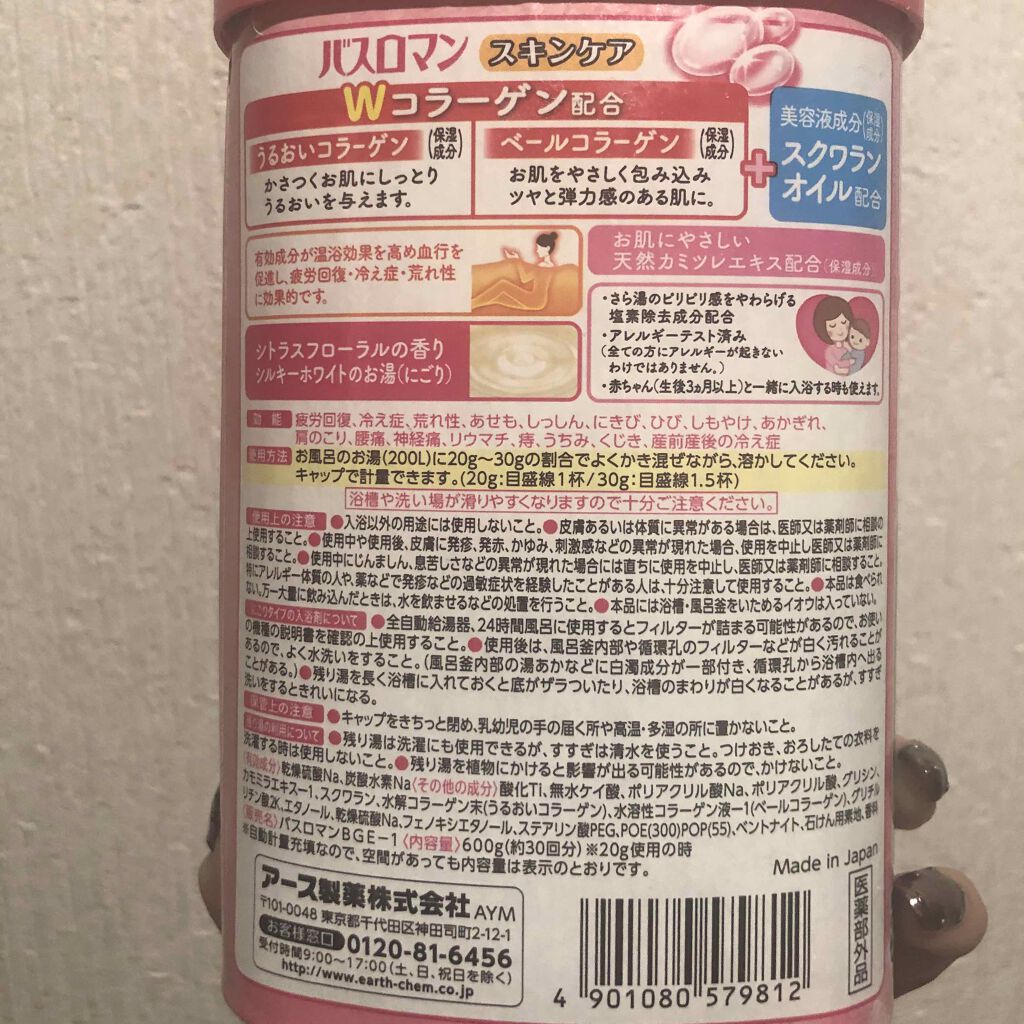 バスロマン スキンケア
Wコラーゲン配合
うるおいコラーゲン(保湿成分)
かさつくお肌にしっとり
うるおいを与えます。
ベールコラーゲン(保湿成分)
お肌をやさしく包み込み
ツヤと弾力感のある肌に。
+
美容液成分(保湿成分)
スクワラン
オイル配合
有効成分が温浴効果を高め血行を
促進し、疲労回復・冷え症・荒れ性
に効果的です。
シトラスフローラルの香り
シルキーホワイトのお湯(にごり)
お肌にやさしい
天然カミツレエキス配合(保湿成分)
・さら湯のピリピリ感をやわらげる
塩素除去成分配合
・アレルギーテスト済み
(全ての方にアレルギーが起きない
わけではありません。)
・赤ちゃん(生後3ヵ月以上)と一緒に入浴する時も使えます。
効能 疲労回復、冷え症、荒れ性、あせも、しっしん、にきび、ひび、しもやけ、あかぎれ、
肩のこり、腰痛、神経痛、リウマチ、痔、うちみ、くじき、産前産後の冷え症
使用方法 お風呂のお湯(200L)に20g〜30gの割合でよくかき混ぜながら、溶かしてください。
キャップで計量できます。(20g:目盛線1杯/30g:目盛線1.5杯)
浴槽や洗い場が滑りやすくなりますので十分ご注意ください。
使用上の注意 ●入浴以外の用途には使用しないこと。●皮膚あるいは体質に異常がある場合は、医師又は薬剤師に相談の
上使用すること。●使用中や使用後、皮膚に発疹、発赤、かゆみ、刺激感などの異常が現れた場合、使用を中止し医師又は薬剤師に
相談すること。●使用中にじんましん、息苦しさなどの異常が現れた場合には直ちに使用を中止し、医師又は薬剤師に相談すること。
特にアレルギー体質の人や、薬などで発疹などの過敏症状を経験したことがある人は、十分注意して使用すること。●本品は食べられ
ない。万一大量に飲み込んだときは、水を飲ませるなどの処置を行うこと。●本品には浴槽・風呂釜をいためるイオウは入っていない。
にごりタイプの入浴剤について ●全自動給湯器、24時間風呂に使用するとフィルターが詰まる可能性があるので、お使い
の機種の説明書を確認の上使用すること。●使用後は、風呂釜内部や循環孔のフィルターなどが白く汚れることが
あるので、よく水洗いをすること。(風呂釜内部の湯あかなどに白濁成分が一部付き、循環孔から浴槽内へ出る
ことがある。)●残り湯を長く浴槽に入れておくと底がザラついたり、浴槽のまわりが白くなることがあるが、すすぎ
洗いをするときれいになる。
保管上の注意 ●キャップをきちっと閉め、乳幼児の手の届く所や高温・多湿の所に置かないこと。
残り湯の利用について ●残り湯は洗濯にも使用できるが、すすぎは清水を使うこと。つけおき、おろしたての衣料を
洗濯する時は使用しないこと。●残り湯を植物にかけると影響が出る可能性があるので、かけないこと。
〈有効成分〉乾燥硫酸Na、炭酸水素Na〈その他の成分〉酸化Ti、無水ケイ酸、ポリアクリル酸Na、ポリアクリル酸、グリシン、
カモミラエキス-1、スクワラン、水解コラーゲン末(うるおいコラーゲン)、水溶性コラーゲン液-1(ベールコラーゲン)、グリチル
リチン酸2K、エタノール、乾燥硫酸Na、フェノキシエタノール、ステアリン酸PEG、POE(300)POP(55)、ベントナイト、石けん用素地、香料
〈販売名〉バスロマンBGE-1〈内容量〉600g(約30回分)※20g使用の時
※自動計量充填なので、空間があっても内容量は表示のとおりです。
Made in Japan
アース製薬株式会社 AYM
〒101-0048 東京都千代田区神田司町2-12-1
お客様窓口 0120-81-6456
受付時間9:00〜17:00(土、日、祝日を除く)
http://www.earth-chem.co.jp
医薬部外品
4 901080 579812